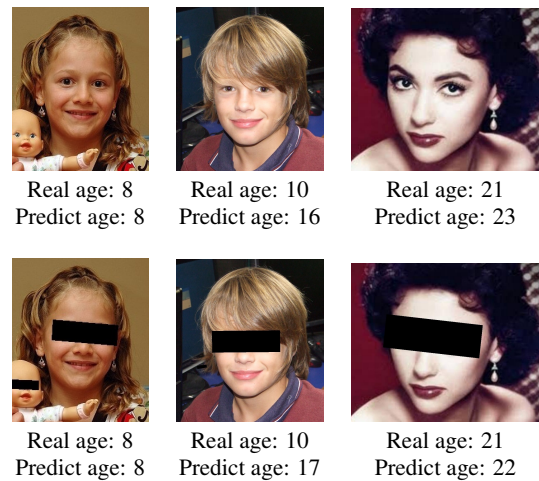 Real age: 8
Predict age: 8
Real age: 10
Predict age: 16
Real age: 21
Predict age: 23
Real age: 8
Predict age: 8
Real age: 10
Predict age: 17
Real age: 21
Predict age: 22